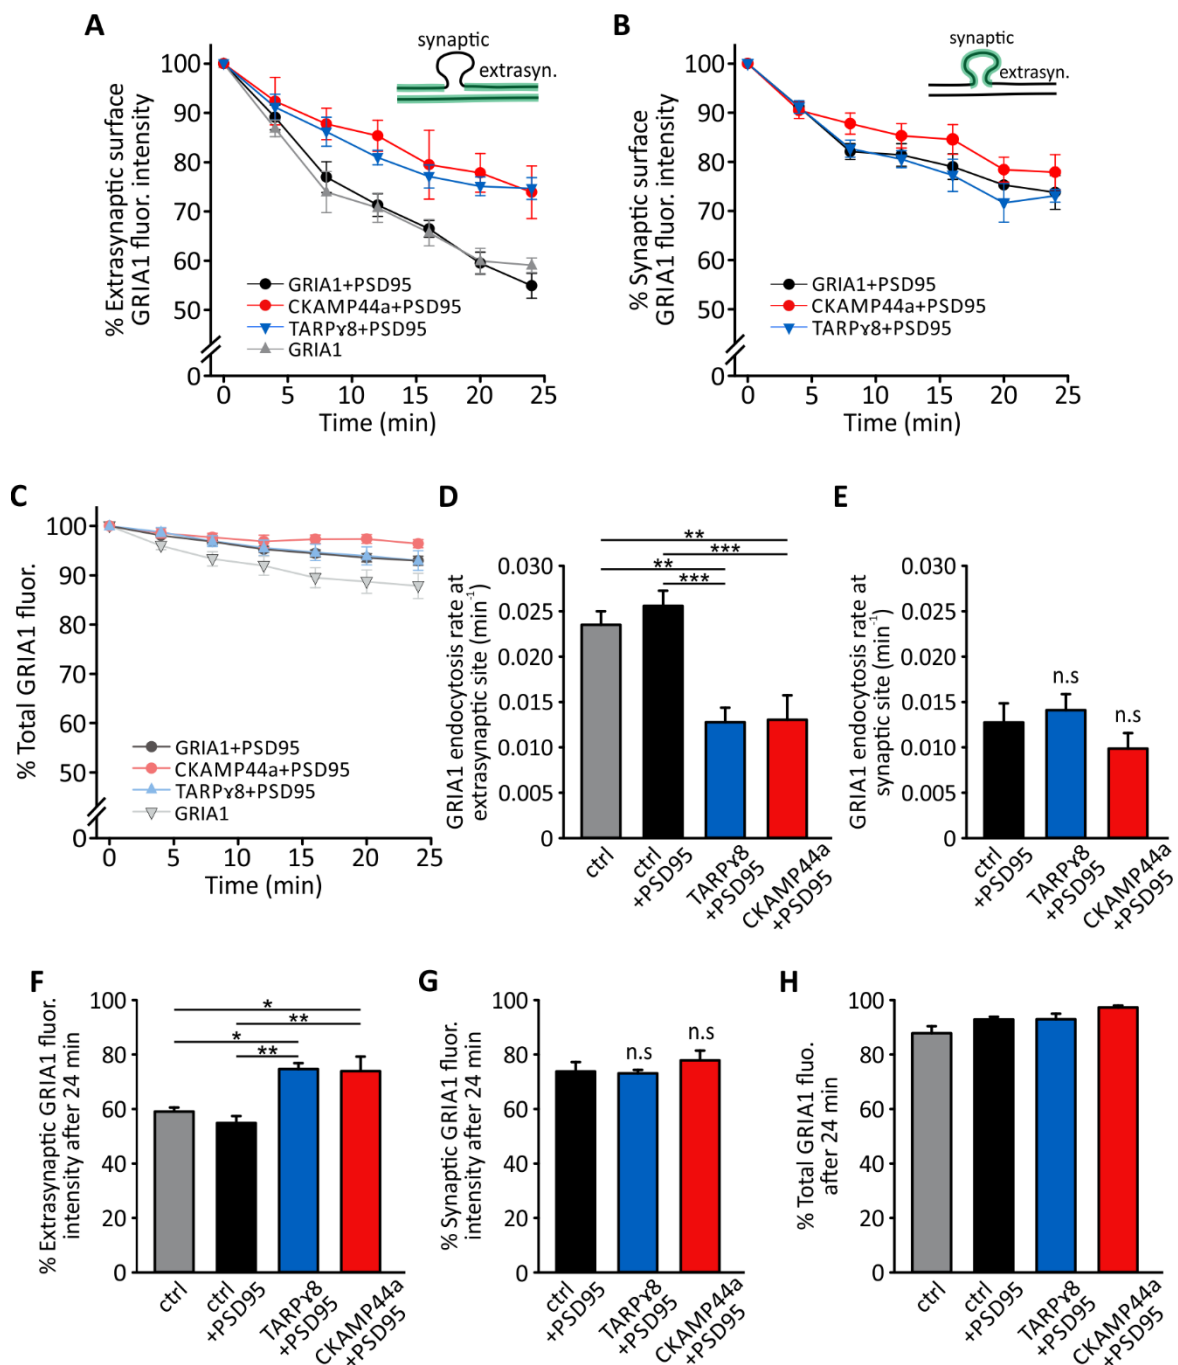 A
% Extrasynaptic surface
GRIA1 fluor. intensity
100
90
80
70
60
50
0
synaptic
extrasyn.
GRIA1+PSD95
CKAMP44a+PSD95
TARPɣ8+PSD95
GRIA1
0 5 10 15 20 25
Time (min)
B
% Synaptic surface
GRIA1 fluor. intensity
100
90
80
70
60
50
0
synaptic
extrasyn.
GRIA1+PSD95
CKAMP44a+PSD95
TARPɣ8+PSD95
0 5 10 15 20 25
Time (min)
C
% Total GRIA1 fluor.
100
90
80
70
60
50
0
GRIA1+PSD95
CKAMP44a+PSD95
TARPɣ8+PSD95
GRIA1
0 5 10 15 20 25
Time (min)
D
GRIA1 endocytosis rate at
extrasynaptic site (min⁻¹)
0.030
0.025
0.020
0.015
0.010
0.005
0
**
***
**
***
ctrl
ctrl
+PSD95
TARPɣ8
+PSD95
CKAMP44a
+PSD95
E
GRIA1 endocytosis rate at
synaptic site (min⁻¹)
0.030
0.025
0.020
0.015
0.010
0.005
0
n.s
n.s
ctrl
+PSD95
TARPɣ8
+PSD95
CKAMP44a
+PSD95
F
% Extrasynaptic GRIA1 fluor.
intensity after 24 min
100
80
60
40
20
0
*
**
*
**
ctrl
ctrl
+PSD95
TARPɣ8
+PSD95
CKAMP44a
+PSD95
G
% Synaptic GRIA1 fluor.
intensity after 24 min
100
80
60
40
20
0
n.s
n.s
ctrl
+PSD95
TARPɣ8
+PSD95
CKAMP44a
+PSD95
H
% Total GRIA1 fluo.
after 24 min
100
80
60
40
20
0
ctrl
ctrl
+PSD95
TARPɣ8
+PSD95
CKAMP44a
+PSD95